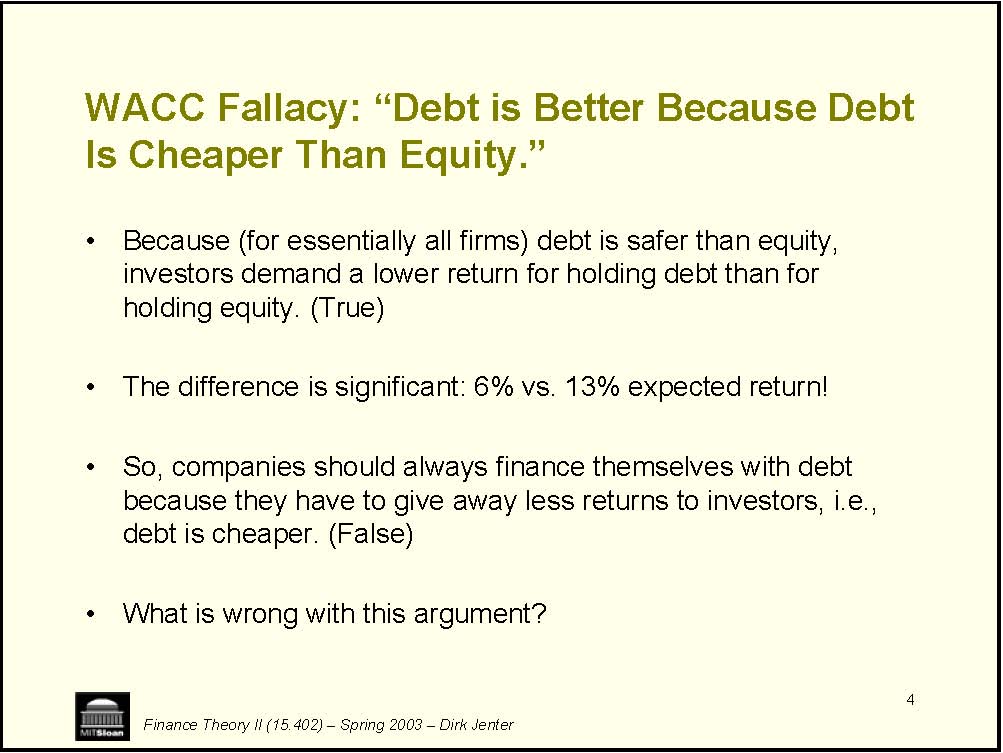 WACC Fallacy: “Debt is Better Because Debt
Is Cheaper Than Equity.”
• Because (for essentially all firms) debt is safer than equity,
investors demand a lower return for holding debt than for
holding equity. (True)
• The difference is significant: 6% vs. 13% expected return!
• So, companies should always finance themselves with debt
because they have to give away less returns to investors, i.e.,
debt is cheaper. (False)
• What is wrong with this argument?
4
MITSloan
Finance Theory II (15.402) – Spring 2003 – Dirk Jenter